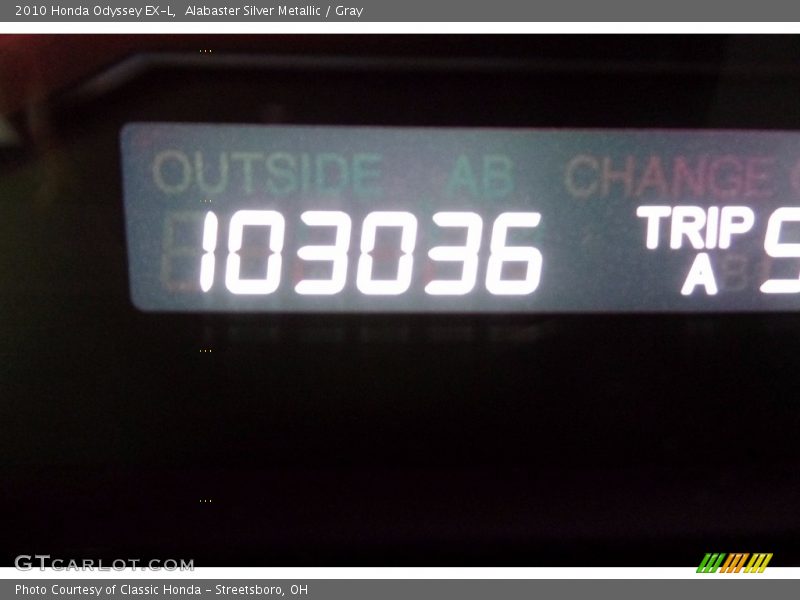 2010 Honda Odyssey EX-L,  Alabaster Silver Metallic / Gray
OUTSIDE AB CHANGE
103036 TRIP
A
GTCARLOT.COM
Photo Courtesy of Classic Honda - Streetsboro, OH